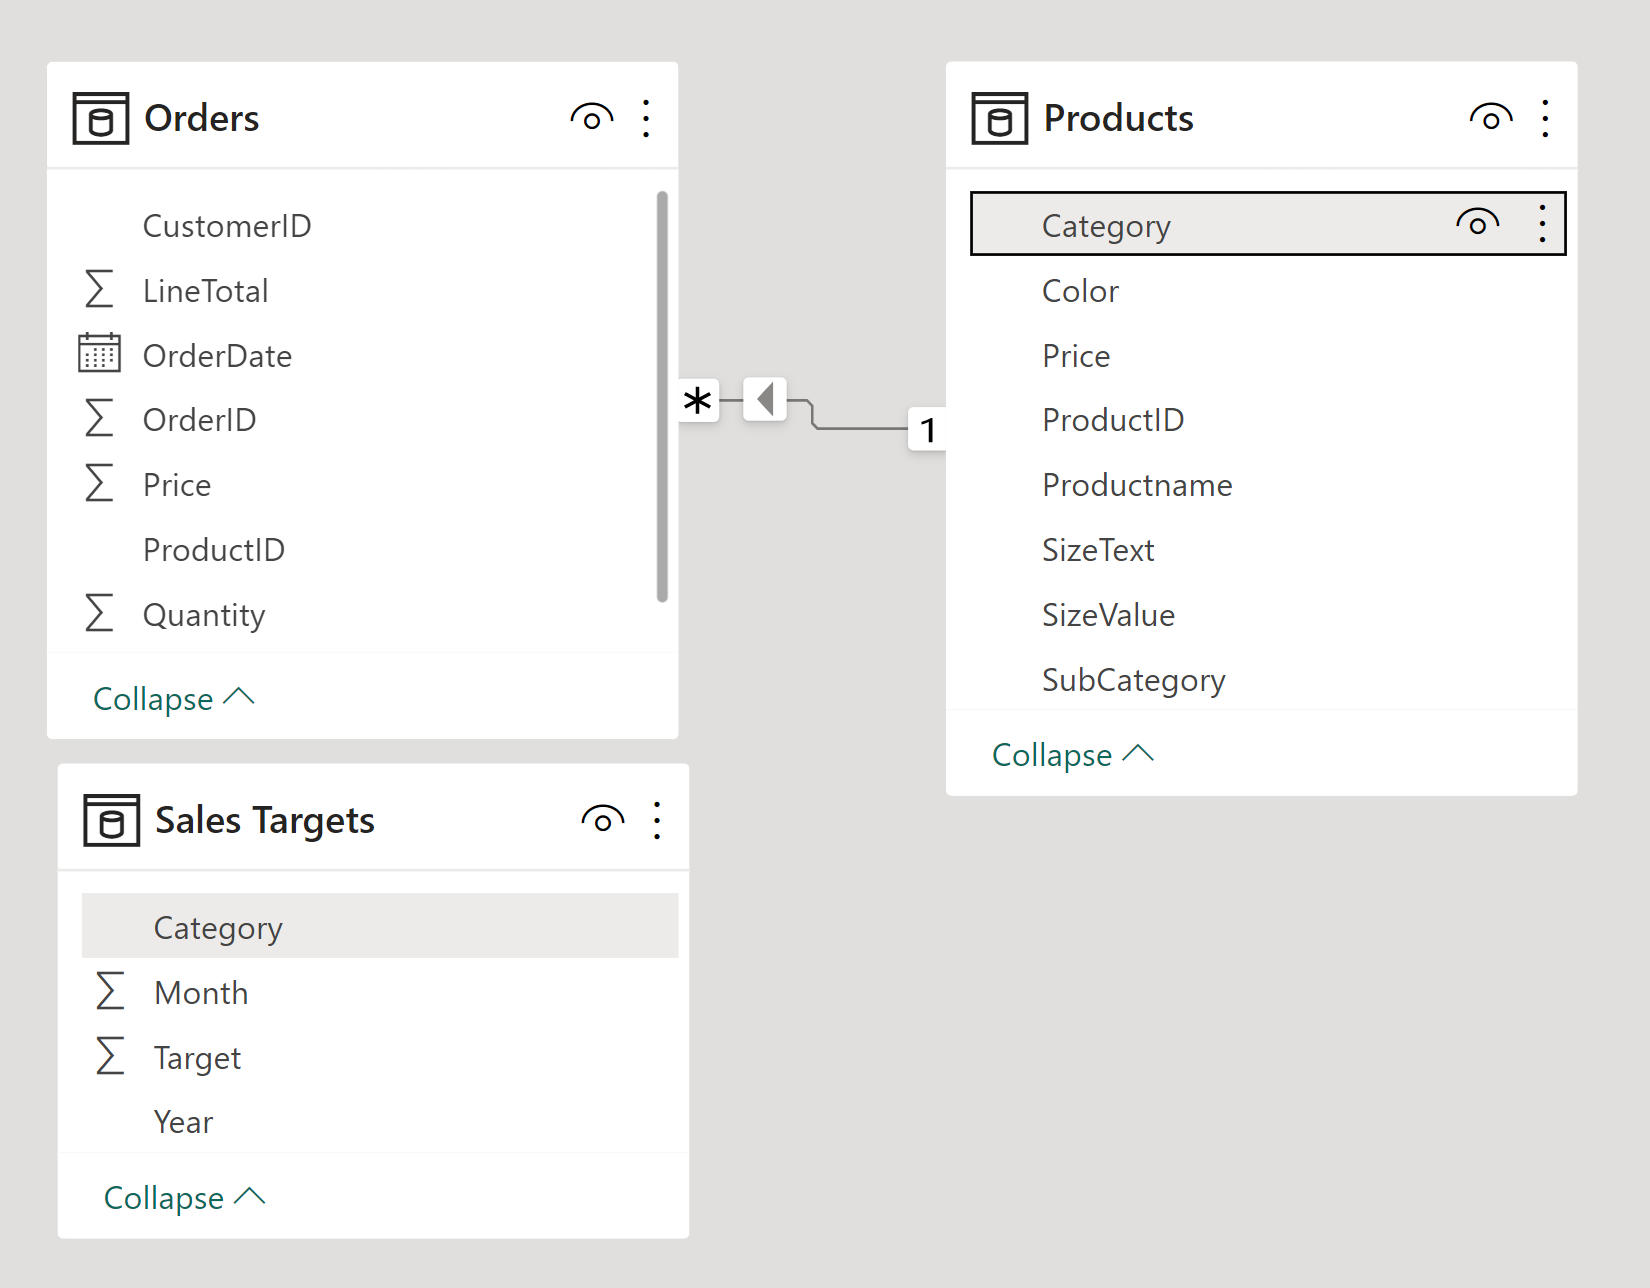 Orders
CustomerID
LineTotal
OrderDate
OrderID
Price
ProductID
Quantity
Collapse
*
1
Products
Category
Color
Price
ProductID
Productname
SizeText
SizeValue
SubCategory
Collapse
Sales Targets
Category
Month
Target
Year
Collapse